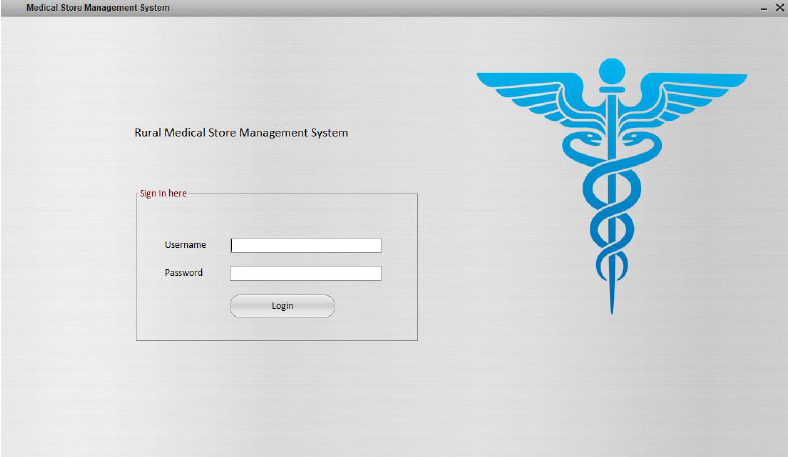 Medical Store Management System
Rural Medical Store Management System
Sign In here
Username
Password
Login